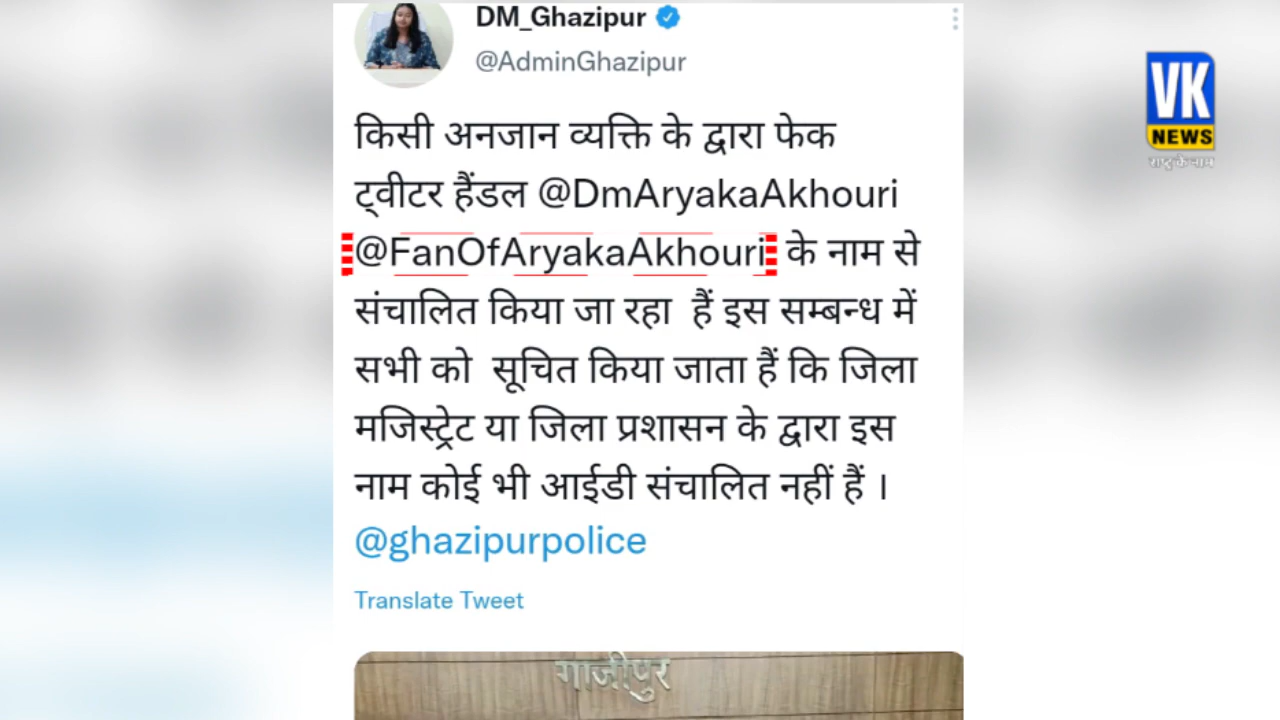 DM_Ghazipur
@AdminGhazipur
किसी अनजान व्यक्ति के द्वारा फेक
ट्वीटर हैंडल @DmAryakaAkhouri
@FanOfAryakaAkhouri के नाम से
संचालित किया जा रहा हैं इस सम्बन्ध में
सभी को सूचित किया जाता हैं कि जिला
मजिस्ट्रेट या जिला प्रशासन के द्वारा इस
नाम कोई भी आईडी संचालित नहीं हैं ।
@ghazipurpolice
Translate Tweet
गाजीपुर
VK
NEWS
राष्ट्र के नाम